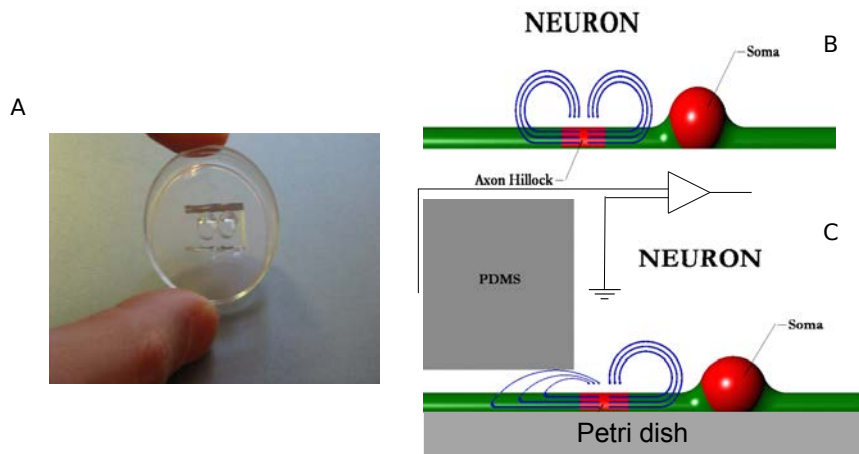 A
NEURON
B
Soma
Axon Hillock
C
PDMS
NEURON
Soma
Petri dish